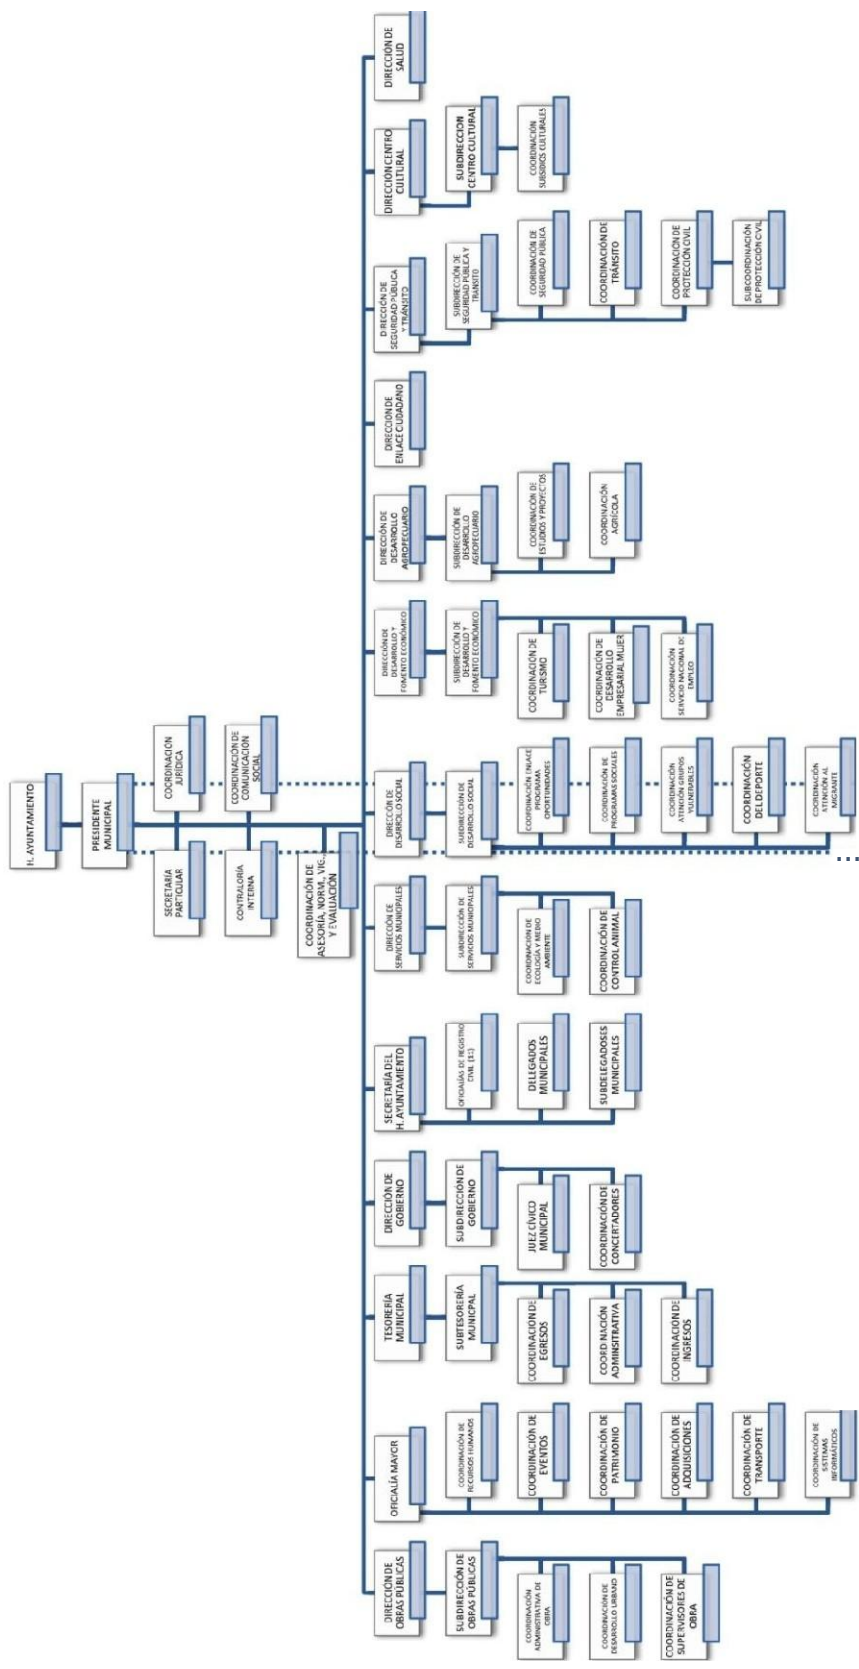 H. AYUNTAMIENTO
PRESIDENTE
MUNICIPAL
SECRETARIA
PARTICULAR
COORDINACIÓN
JURÍDICA
CONTRALORÍA
INTERNA
COORDINACIÓN DE
COMUNICACIÓN
SOCIAL
COORDINACIÓN DE
ASESORÍA, NORM., VIG.
Y EVALUACIÓN
DIRECCIÓN DE
OBRAS PÚBLICAS
SUBDIRECCIÓN DE
OBRAS PÚBLICAS
COORDINACIÓN
ADMINISTRATIVA DE
OBRA
COORDINACIÓN DE
DESARROLLO URBANO
COORDINACIÓN DE
SUPERVISORES DE
OBRA
OFICIALÍA MAYOR
COORDINACIÓN DE
RECURSOS HUMANOS
COORDINACIÓN DE
EVENTOS
COORDINACIÓN DE
PATRIMONIO
COORDINACIÓN DE
ADQUISICIONES
COORDINACIÓN DE
TRANSPORTE
COORDINACIÓN DE
SISTEMAS
INFORMÁTICOS
TESORERÍA
MUNICIPAL
SUBTESORERÍA
MUNICPAL
COORDINACIÓN DE
EGRESOS
COORDINACIÓN
ADMINSITRATIVA
COORDINACIÓN DE
INGRESOS
DIRECCIÓN DE
GOBIERNO
SUBDIRECCIÓN DE
GOBIERNO
JUEZ CÍVICO
MUNICIPAL
COORDINACIÓN DE
CONCERTADORES
SECRETARÍA DEL
H. AYUNTAMIENTO
OFICIALÍAS DE REGISTRO
CIVIL
DELEGADOS
MUNICIPALES
SUBDELEGADOSES
MUNICIPALES
DIRECCIÓN DE
SERVICIOS MUNICIPALES
SUBDIRECCIÓN DE
SERVICIOS MUNICIPALES
COORDINACION DE
ECOLOGÍA Y MEDIO
AMBIENTE
COORDINACIÓN DE
CONTROL ANIMAL
DIRECCIÓN DE
DESARROLLO SOCIAL
SUBDIRECCIÓN DE
DESARROLLO SOCIAL
COORDINACIÓN ENLACE
PROGRAMA
OPORTUNIDADES
COORDINACIÓN DE
PROGRAMAS SOCIALES
COORDINACIÓN
ATENCIÓN GRUPOS
VULNERABLES
COORDINACIÓN
DEL DEPORTE
COORDINACIÓN
ATENCIÓN AL
MIGRANTE
...
DIRECCIÓN DE
DESARROLLO Y
FOMENTO ECONÓMICO
SUBDIRECCIÓN DE
DESARROLLO Y
FOMENTO ECONÓMICO
COORDINACIÓN DE
TURISMO
COORDINACIÓN DE
DESARROLLO
EMPRESARIAL MUJER
COORDINACIÓN
SERVICIO NACIONAL DE
EMPLEO
DIRECCIÓN DE
DESARROLLO
AGROPECUARIO
SUBDIRECCIÓN DE
DESARROLLO
AGROPECUARIO
COORDINACIÓN DE
ESTUDIOS Y PROYECTOS
COORDINACIÓN
AGRÍCOLA
DIRECCION DE
ENLACE CIUDADANO
DIRECCIÓN DE
SEGURIDAD PÚBLICA
Y TRÁNSITO
SUBDIRECCIÓN DE
SEGURIDAD PÚBLICA Y
TRANSITO
COORDINACIÓN DE
SEGURIDAD PÚBLICA
COORDINACIÓN DE
TRÁNSITO
COORDINACIÓN DE
PROTECCIÓN CIVIL
SUBCOORDINACIÓN
DE PROTECCIÓN CIVIL
DIRECCIÓN CENTRO
CULTURAL
SUBDIRECCION
CENTRO CULTURAL
COORDINACIÓN
SUBSIDIOS CULTURALES
DIRECCIÓN DE
SALUD